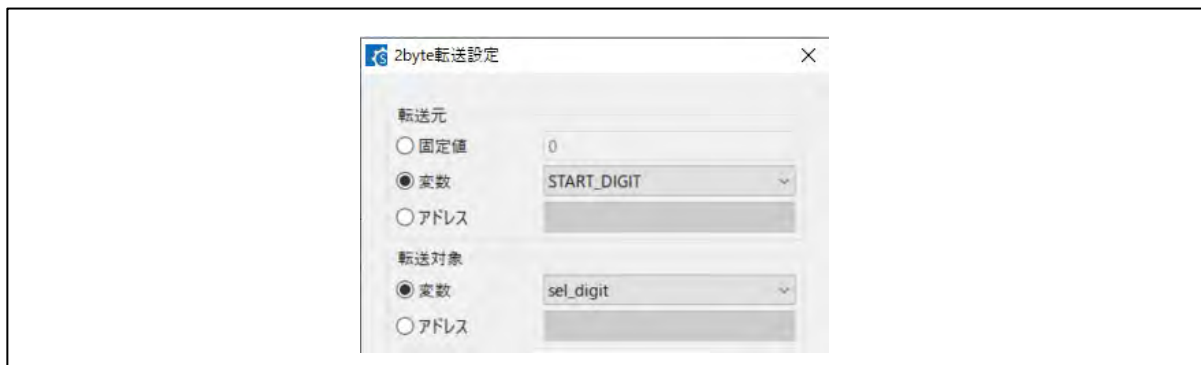 2byte転送設定
転送元
固定値 0
変数 START_DIGIT
アドレス
転送対象
変数 sel_digit
アドレス